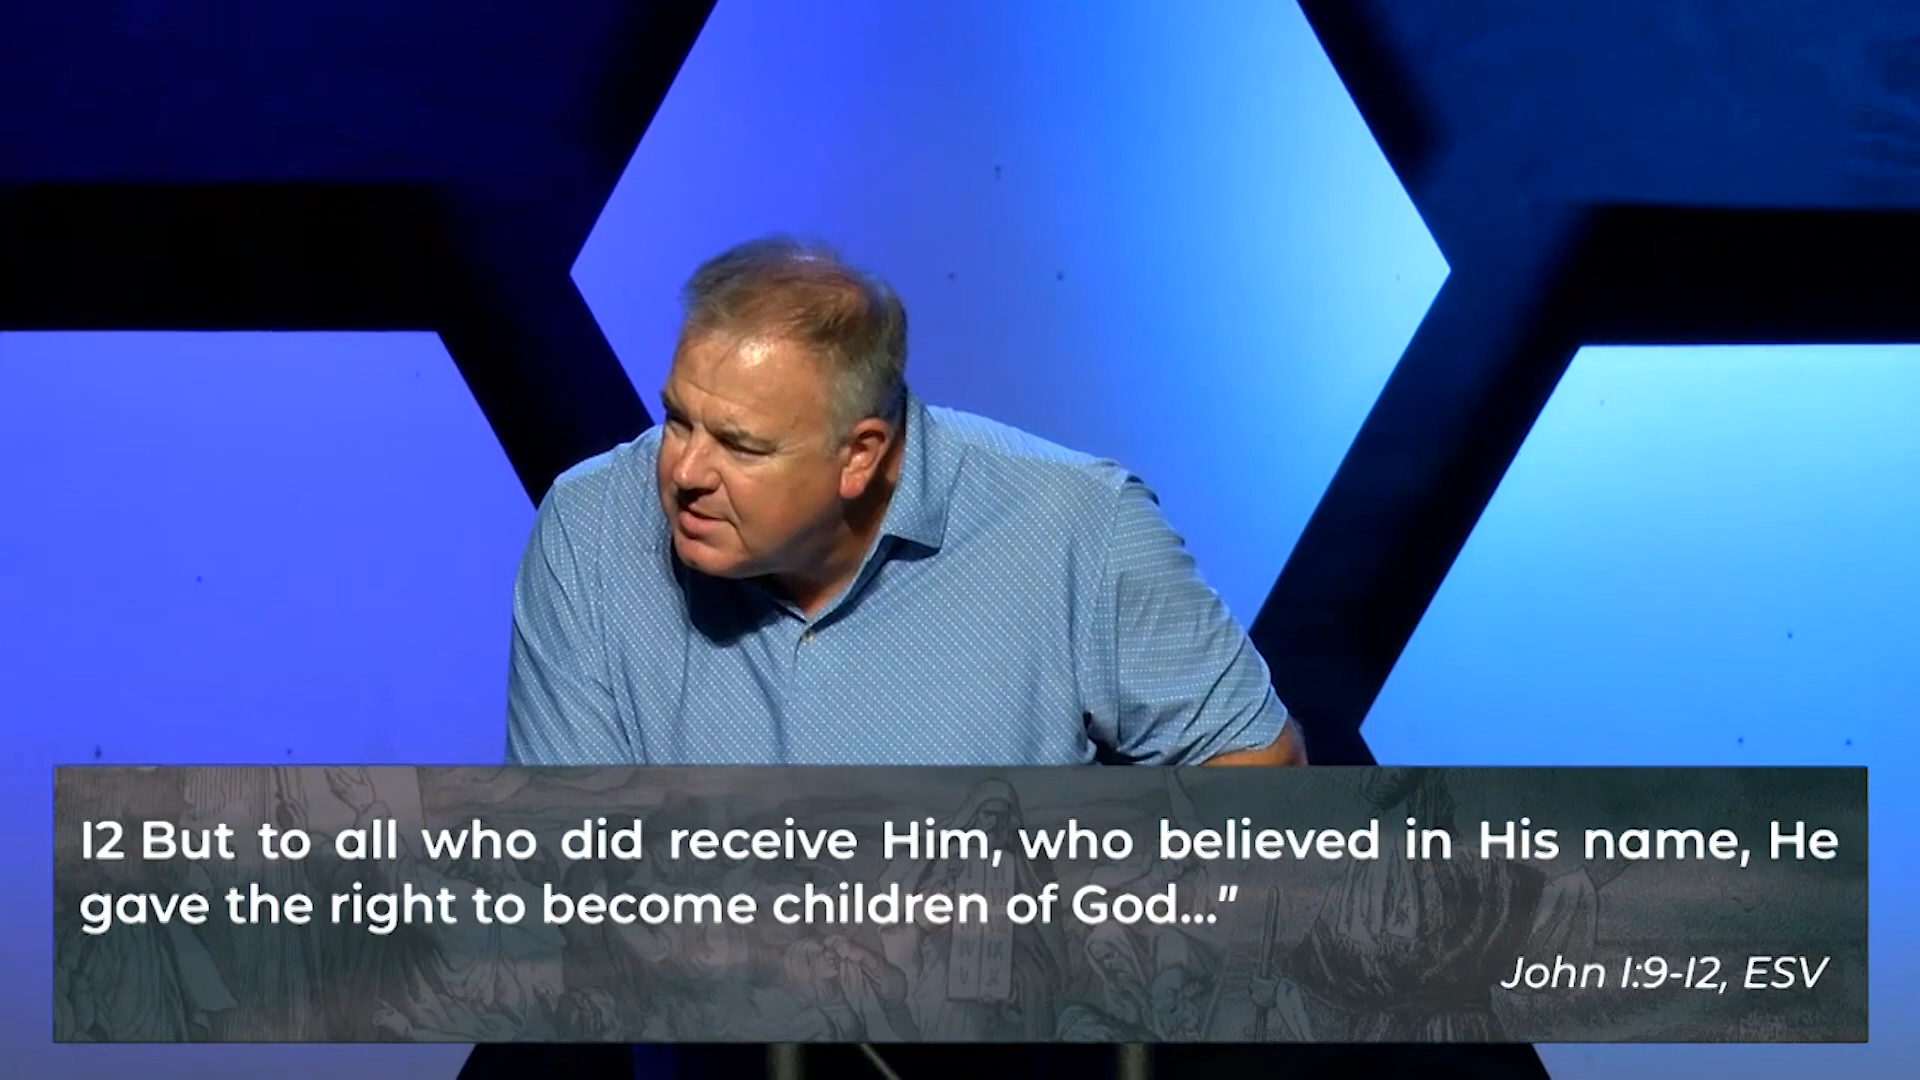 12 But to all who did receive Him, who believed in His name, He
gave the right to become children of God..."
John 1:9-12, ESV